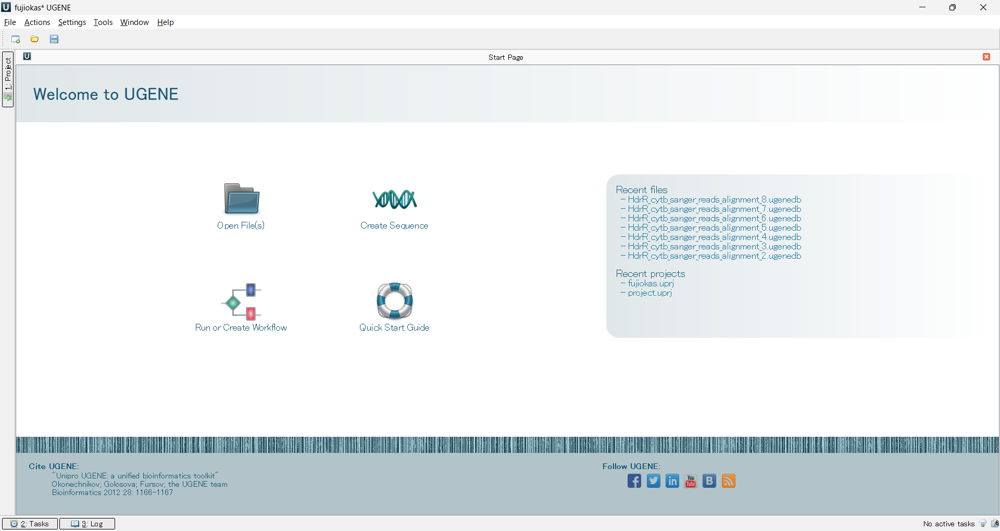 fujiokas* UGENE
File Actions Settings Tools Window Help
1: Project
Start Page
Welcome to UGENE
Open File(s)
Create Sequence
Run or Create Workflow
Quick Start Guide
Recent files
- HdrR_cytb_sanger_reads_alignment_8.ugenedb
- HdrR_cytb_sanger_reads_alignment_7.ugenedb
- HdrR_cytb_sanger_reads_alignment_6.ugenedb
- HdrR_cytb_sanger_reads_alignment_5.ugenedb
- HdrR_cytb_sanger_reads_alignment_4.ugenedb
- HdrR_cytb_sanger_reads_alignment_3.ugenedb
- HdrR_cytb_sanger_reads_alignment_2.ugenedb
Recent projects
- fujiokas.uprj
- project.uprj
Cite UGENE:
"Unipro UGENE: a unified bioinformatics toolkit"
Okonechnikov; Golosova; Fursov; the UGENE team
Bioinformatics 2012 28: 1166-1167
Follow UGENE:
You Tube
2: Tasks
3: Log
No active tasks
6